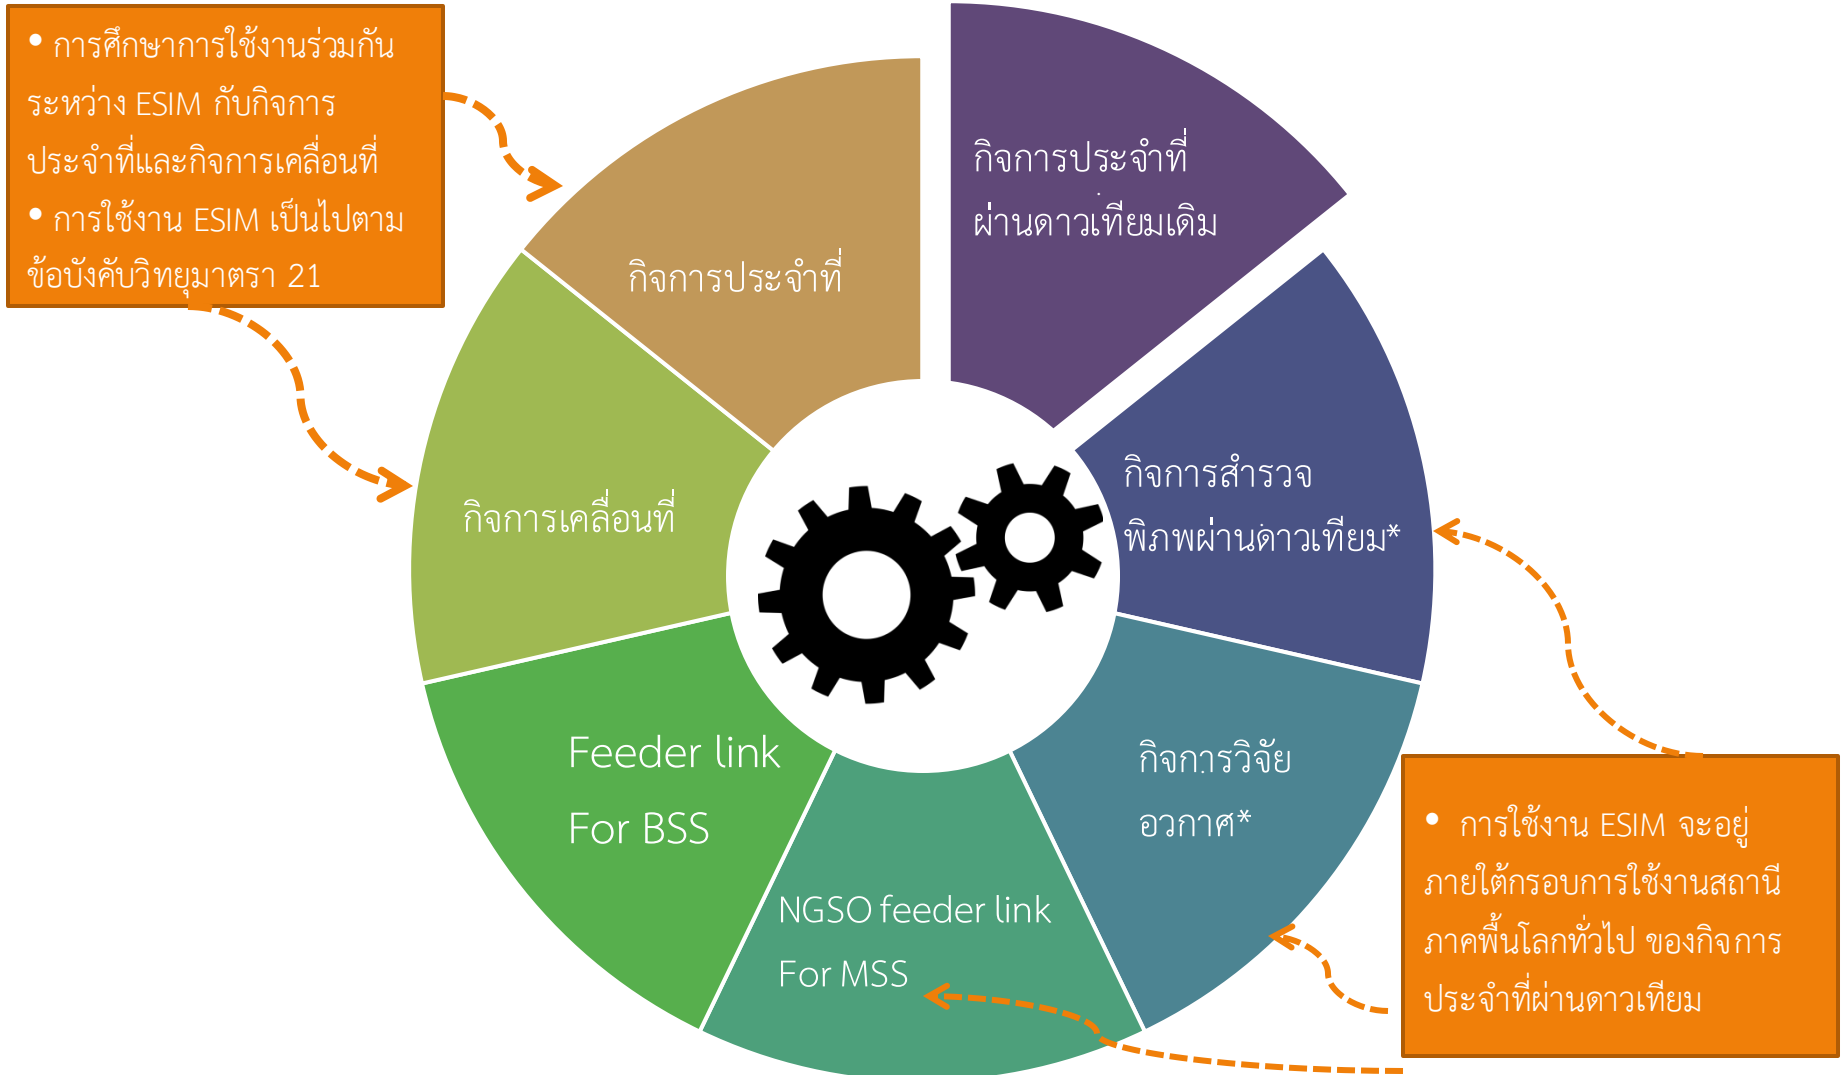 • การศึกษาการใช้งานร่วมกัน
ระหว่าง ESIM กับกิจการ
ประจำที่และกิจการเคลื่อนที่
• การใช้งาน ESIM เป็นไปตาม
ข้อบังคับวิทยุมาตรา 21
กิจการประจำที่
ผ่านดาวเทียมเดิม
กิจการประจำที่
กิจการสำรวจ
พิภพผ่านดาวเทียม*
กิจการเคลื่อนที่
กิจการวิจัย
อวกาศ*
Feeder link
For BSS
NGSO feeder link
For MSS
• การใช้งาน ESIM จะอยู่
ภายใต้กรอบการใช้งานสถานี
ภาคพื้นโลกทั่วไป ของกิจการ
ประจำที่ผ่านดาวเทียม